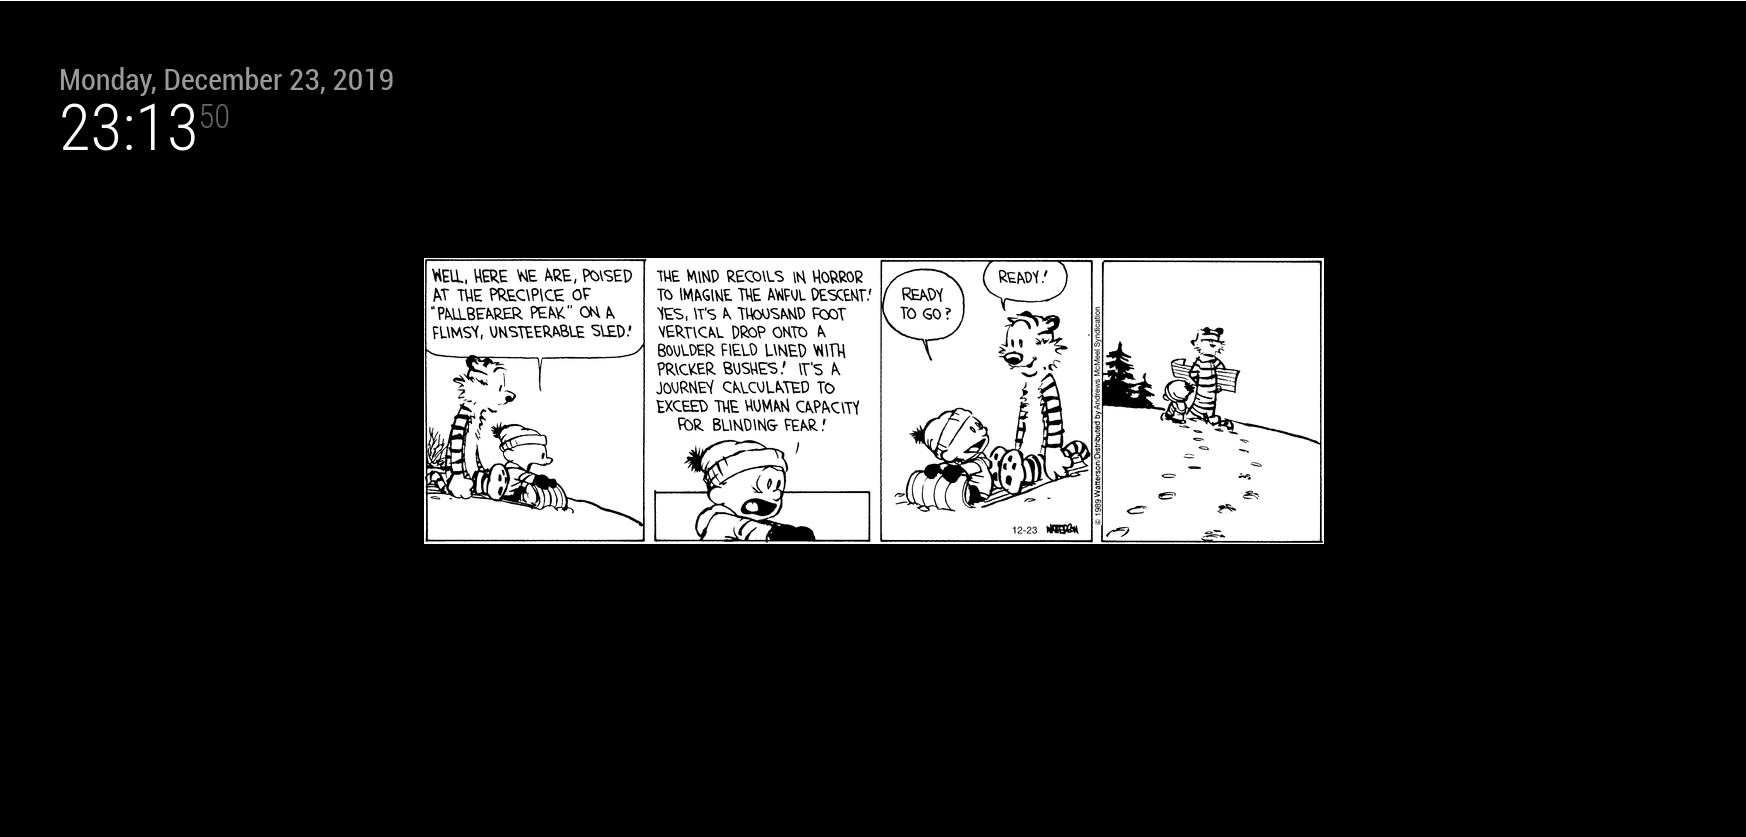 Monday, December 23, 2019
23:13 50
WELL, HERE WE ARE, POISED
AT THE PRECIPICE OF
"PALLBEARER PEAK" ON A
FLIMSY, UNSTEERABLE SLED!
THE MIND RECOILS IN HORROR
TO IMAGINE THE AWFUL DESCENT!
YES, IT'S A THOUSAND FOOT
VERTICAL DROP ONTO A
BOULDER FIELD LINED WITH
PRICKER BUSHES! IT'S A
JOURNEY CALCULATED TO
EXCEED THE HUMAN CAPACITY
FOR BLINDING FEAR!
READY
TO GO?
READY!
12-23 WATTERSON
© 1989 Watterson/Distributed by Andrews McMeel Syndication